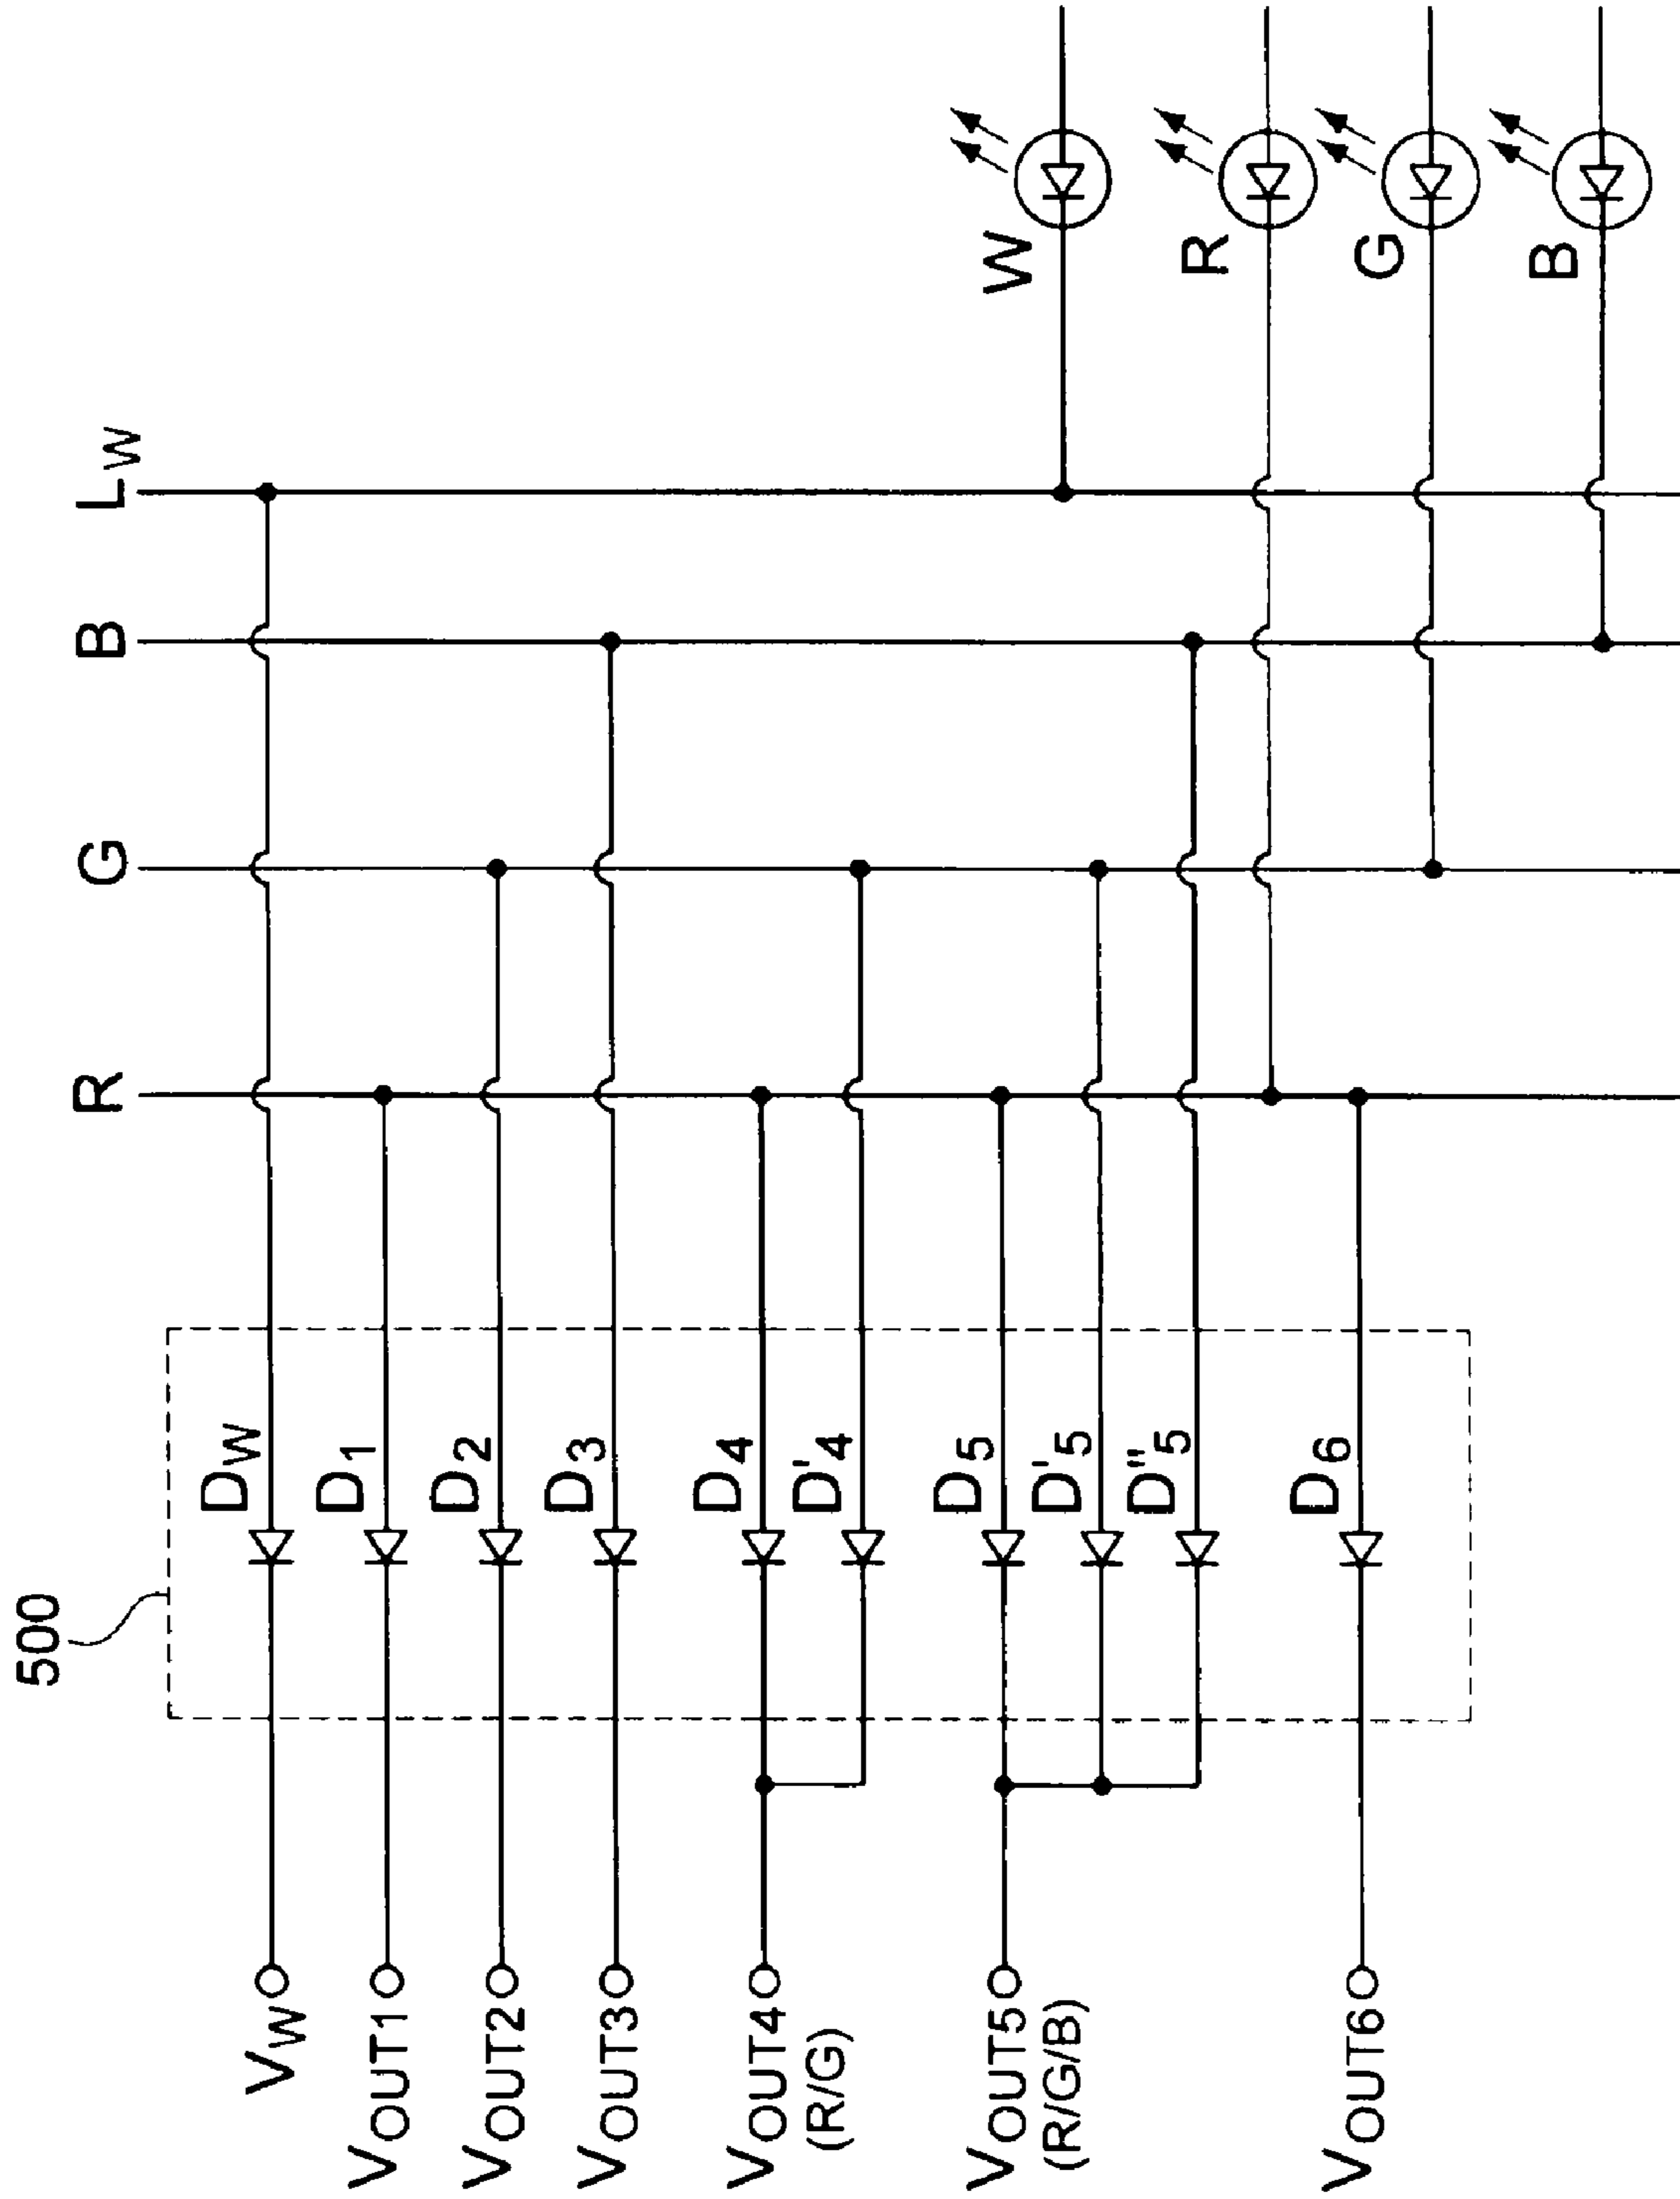 500
R
G
B
LW
VW
DW
VOUT1
D1
VOUT2
D2
VOUT3
D3
VOUT4
(R/G)
D4
D'4
VOUT5
(R/G/B)
D5
D'5
D"5
VOUT6
D6
W
R
G
B